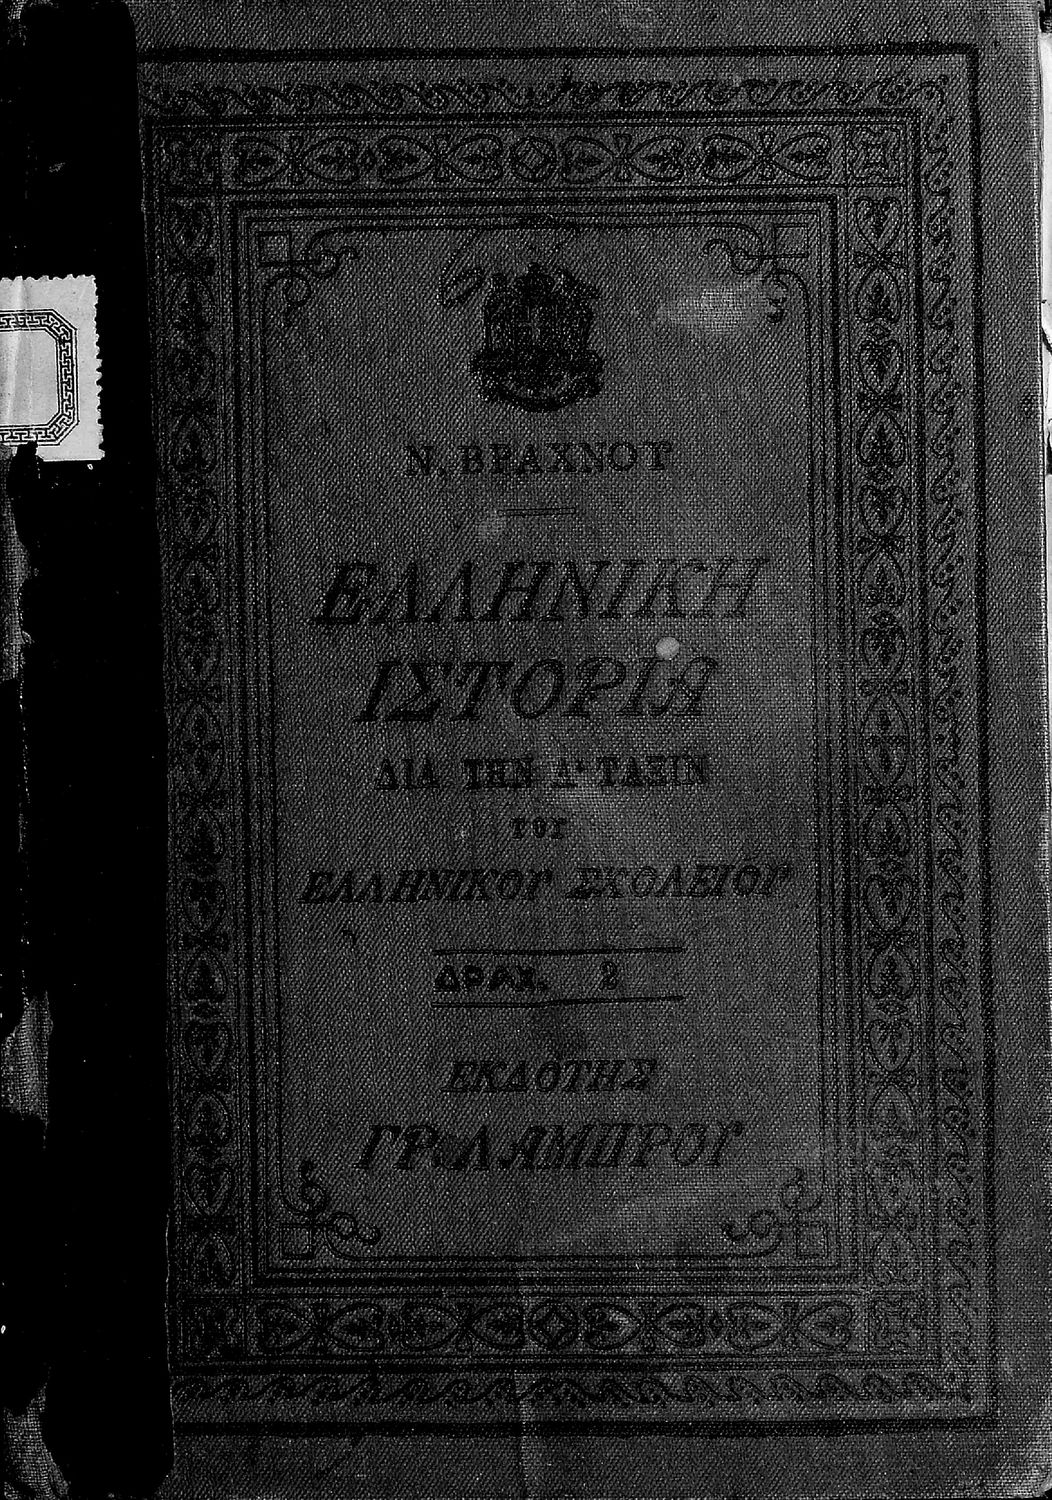 Ν. ΒΡΑΧΝΟΥ
ΕΛΛΗΝΙΚΗ
ΙΣΤΟΡΙΑ
ΔΙΑ ΤΗΝ Α' ΤΑΞΙΝ
ΤΟΥ
ΕΛΛΗΝΙΚΟΥ ΣΧΟΛΕΙΟΥ
ΔΡΑΧ. 2
ΕΚΔΟΤΗΣ
ΓΡ. ΛΑΜΠΡΟΥ